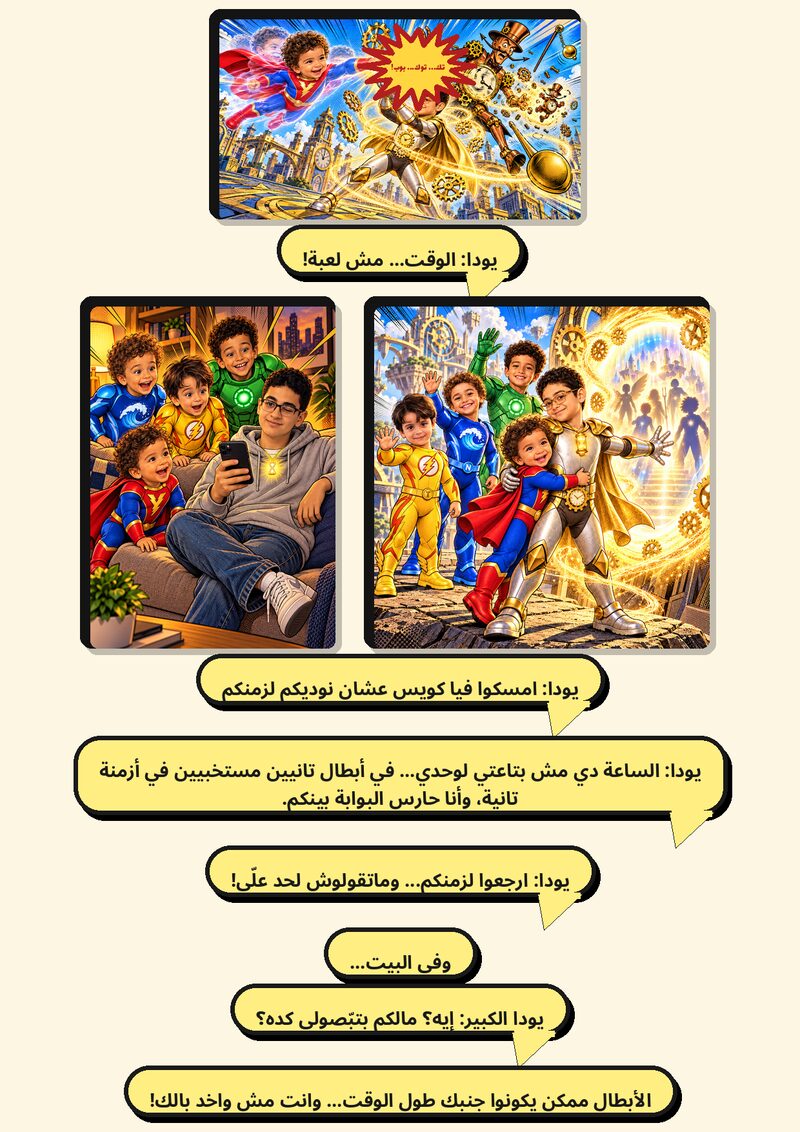 تك... توك... بوب!
يودا: الوقت... مش لعبة!
يودا: امسكوا فيا كويس عشان نوديكم لزمنكم
يودا: الساعة دي مش بتاعتي لوحدي... في أبطال تانيين مستخبيين في أزمنة
تانية، وأنا حارس البوابة بينكم.
يودا: ارجعوا لزمنكم... وماتقولوش لحد علّي!
وفي البيت...
يودا الكبير: إيه؟ مالكم بتبّصولي كده؟
الأبطال ممكن يكونوا جنبك طول الوقت... وانت مش واخد بالك!